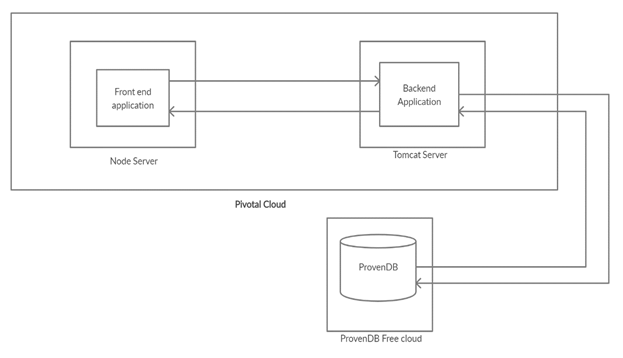 Front end
application
Backend
Application
Node Server
Tomcat Server
Pivotal Cloud
ProvenDB
ProvenDB Free cloud